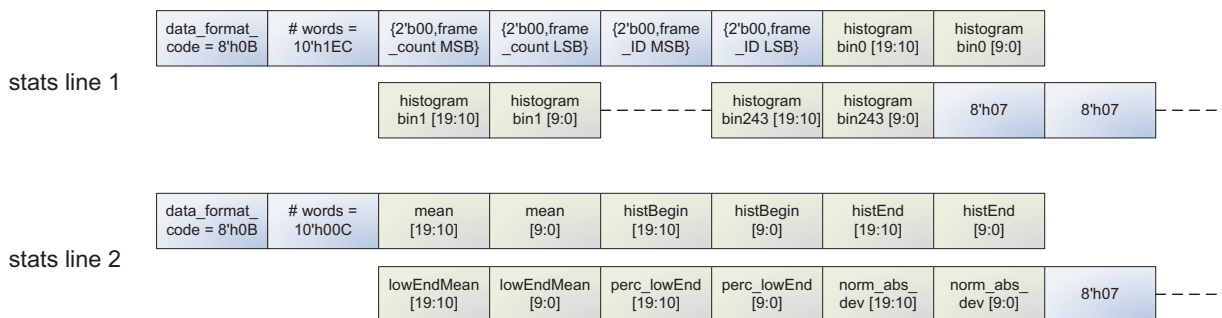 stats line 1
data_format_
code = 8'h0B
# words =
10'h1EC
{2'b00,frame
_count MSB}
{2'b00,frame
_count LSB}
{2'b00,frame
_ID MSB}
{2'b00,frame
_ID LSB}
histogram
bin0 [19:10]
histogram
bin0 [9:0]
histogram
bin1 [19:10]
histogram
bin1 [9:0]
histogram
bin243 [19:10]
histogram
bin243 [9:0]
8'h07
8'h07
stats line 2
data_format_
code = 8'h0B
# words =
10'h00C
mean
[19:10]
mean
[9:0]
histBegin
[19:10]
histBegin
[9:0]
histEnd
[19:10]
histEnd
[9:0]
lowEndMean
[19:10]
lowEndMean
[9:0]
perc_lowEnd
[19:10]
perc_lowEnd
[9:0]
norm_abs_
dev [19:10]
norm_abs_
dev [9:0]
8'h07